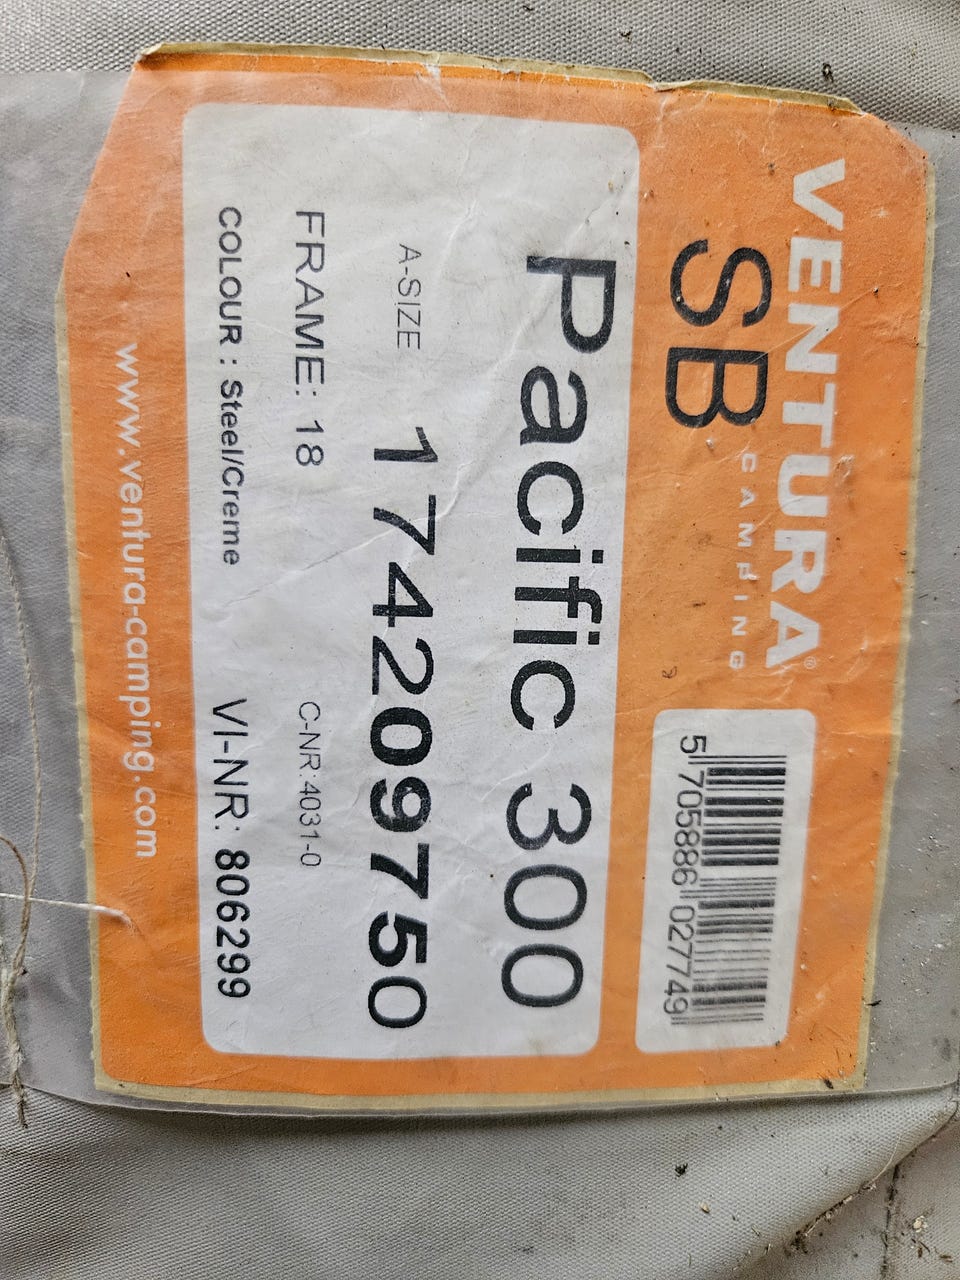 VENTURA®
CAMPING
SB
5 705886 027749
Pacific 300
A-SIZE 1742097 50
FRAME: 18 C-NR:4031-0
COLOUR : Steel/Creme VI-NR: 806299
www.ventura-camping.com